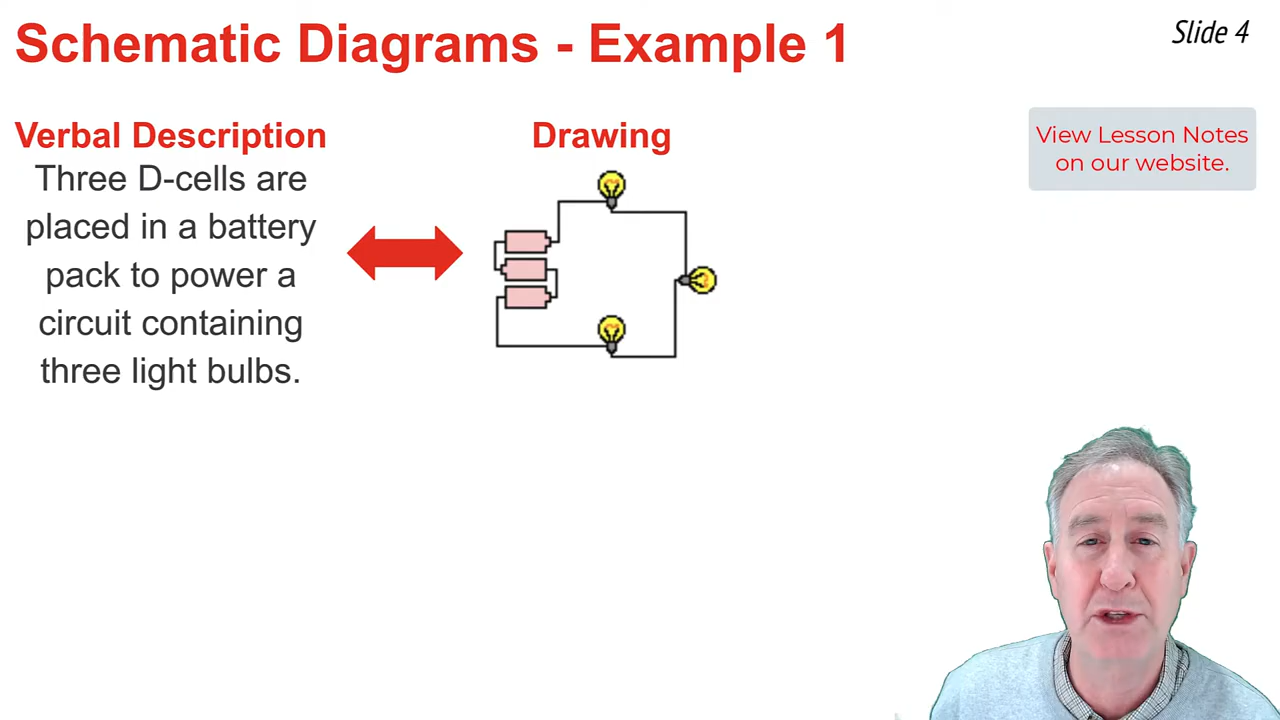 Schematic Diagrams - Example 1
Slide 4
Verbal Description
Three D-cells are
placed in a battery
pack to power a
circuit containing
three light bulbs.
Drawing
View Lesson Notes
on our website.